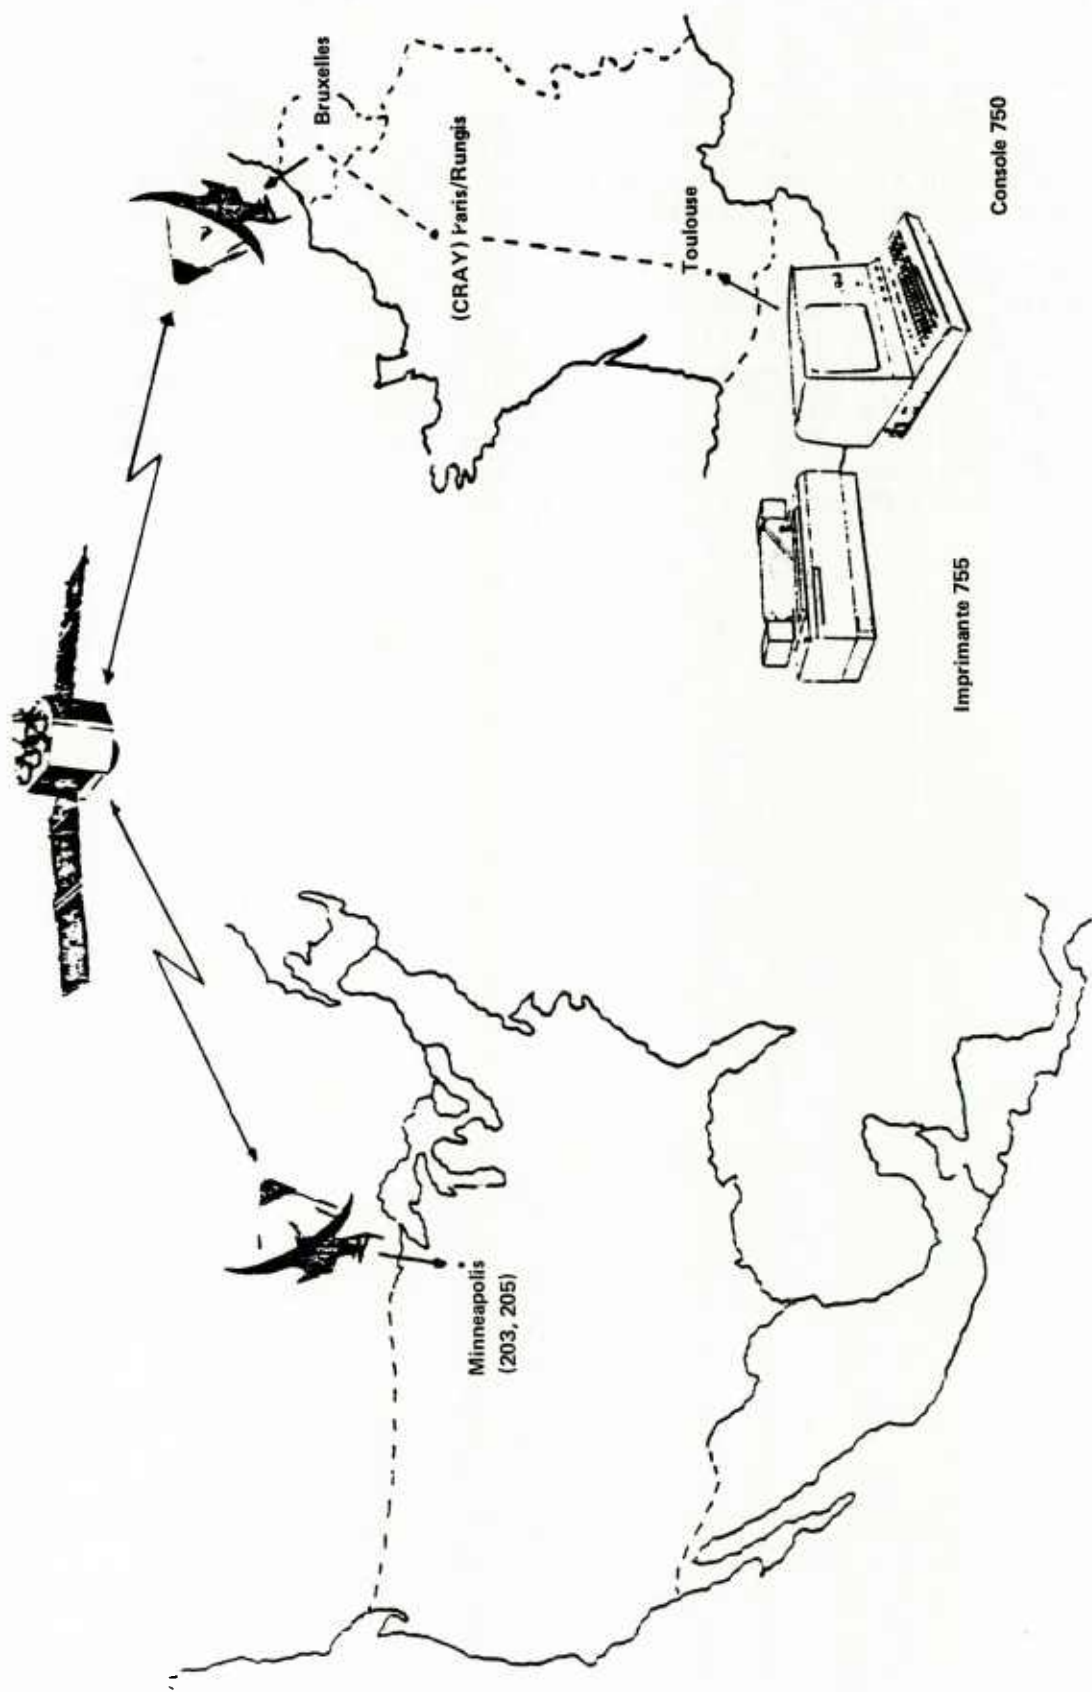 Minneapolis
(203, 205)
Bruxelles
(CRAY) Paris/Rungis
Toulouse
Imprimante 755
Console 750